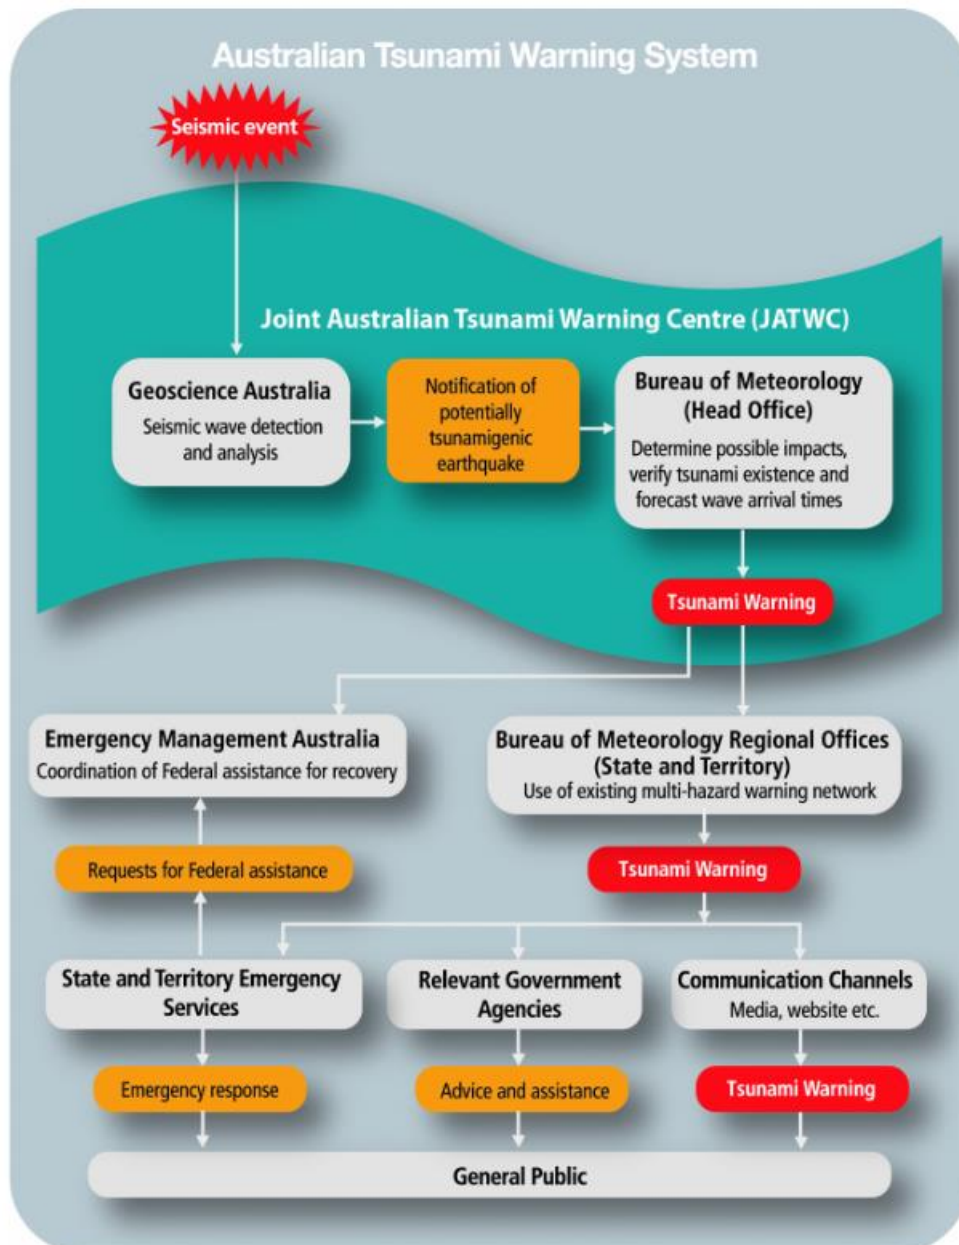 Australian Tsunami Warning System
Seismic event
Joint Australian Tsunami Warning Centre (JATWC)
Geoscience Australia
Seismic wave detection
and analysis
Notification of
potentially
tsunamigenic
earthquake
Bureau of Meteorology
(Head Office)
Determine possible impacts,
verify tsunami existence and
forecast wave arrival times
Tsunami Warning
Emergency Management Australia
Coordination of Federal assistance for recovery
Bureau of Meteorology Regional Offices
(State and Territory)
Use of existing multi-hazard warning network
Requests for Federal assistance
Tsunami Warning
State and Territory Emergency
Services
Relevant Government
Agencies
Communication Channels
Media, website etc.
Emergency response
Advice and assistance
Tsunami Warning
General Public